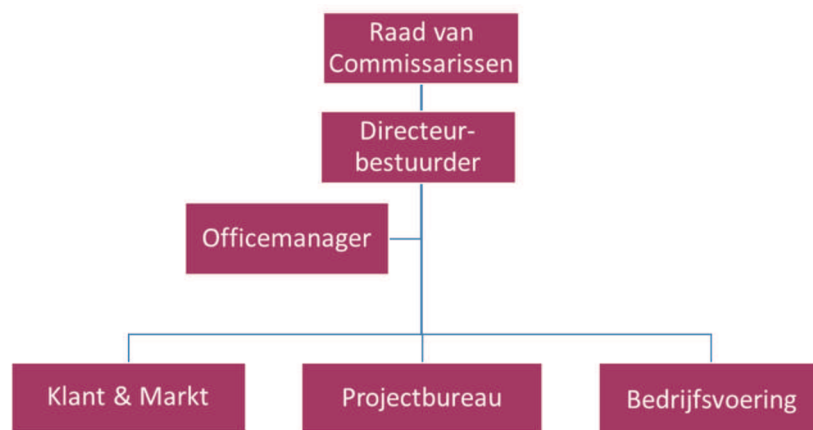 Raad van
Commissarissen
Directeur-
bestuurder
Officemanager
Klant & Markt
Projectbureau
Bedrijfsvoering